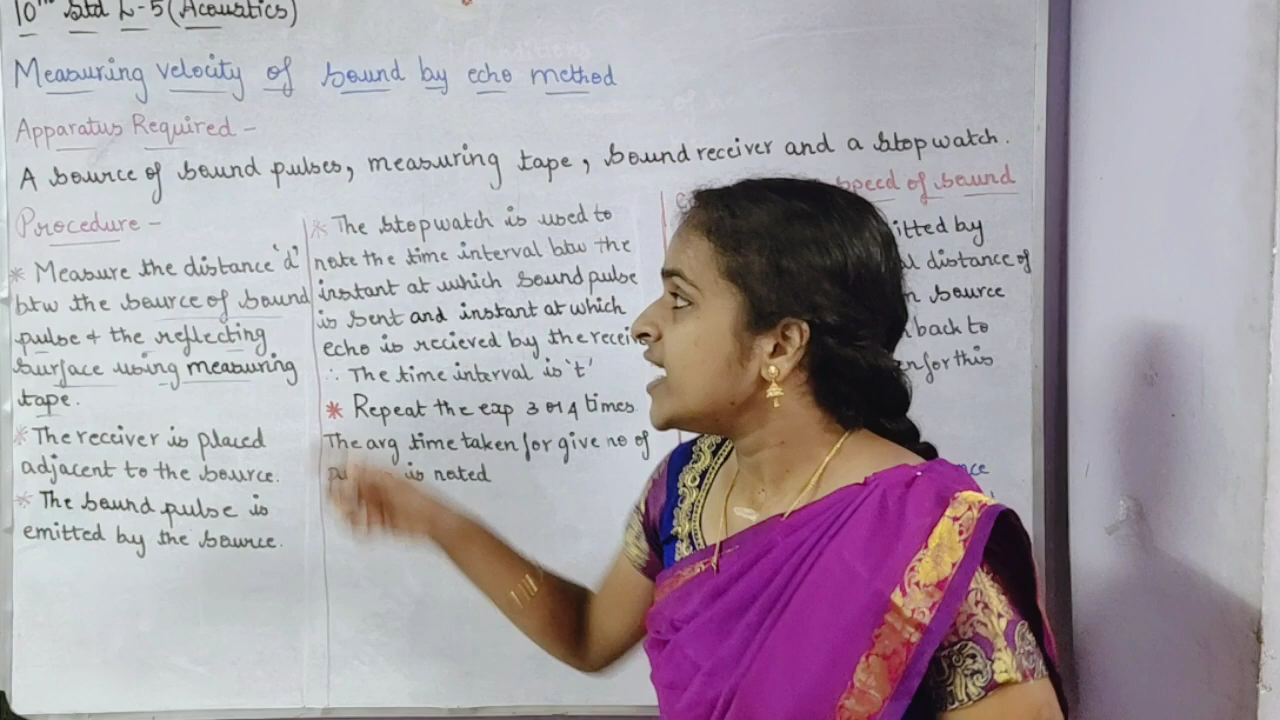 10th Std L-5 (Acoustics)
Measuring velocity of sound by echo method
Apparatus Required -
A source of sound pulses, measuring tape, sound receiver and a stopwatch.
Procedure -
* Measure the distance 'd'
btw the source of sound
pulse & the reflecting
surface using measuring
tape.
* The receiver is placed
adjacent to the source.
* The sound pulse is
emitted by the source.
* The stopwatch is used to
note the time interval btw the
instant at which sound pulse
is sent and instant at which
echo is recieved by the
∴ The time interval is 't'
* Repeat the exp 3 or 4 times.
The avg time taken for give no of
is noted
speed of sound
by
distance of
source
back to
for this